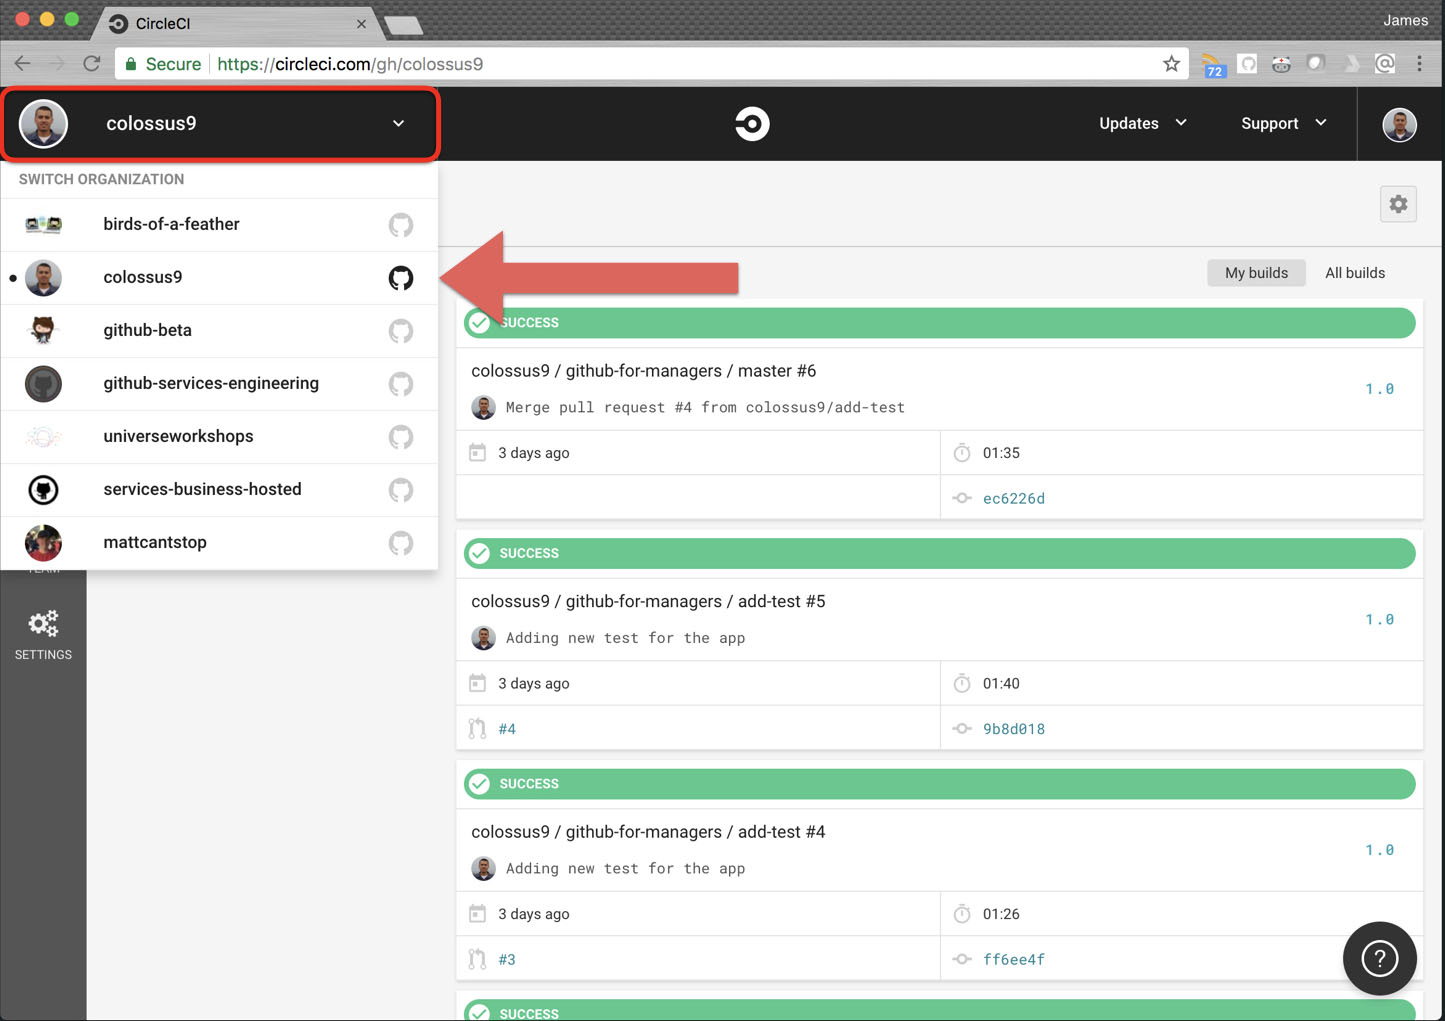 CircleCI
James
Secure https://circleci.com/gh/colossus9
72
colossus9
Updates
Support
SWITCH ORGANIZATION
birds-of-a-feather
colossus9
github-beta
github-services-engineering
universeworkshops
services-business-hosted
mattcantstop
TEAM
SETTINGS
My builds
All builds
SUCCESS
colossus9 / github-for-managers / master #6
1.0
Merge pull request #4 from colossus9/add-test
3 days ago
01:35
ec6226d
SUCCESS
colossus9 / github-for-managers / add-test #5
1.0
Adding new test for the app
3 days ago
01:40
#4
9b8d018
SUCCESS
colossus9 / github-for-managers / add-test #4
1.0
Adding new test for the app
3 days ago
01:26
#3
ff6ee4f
?
SUCCESS